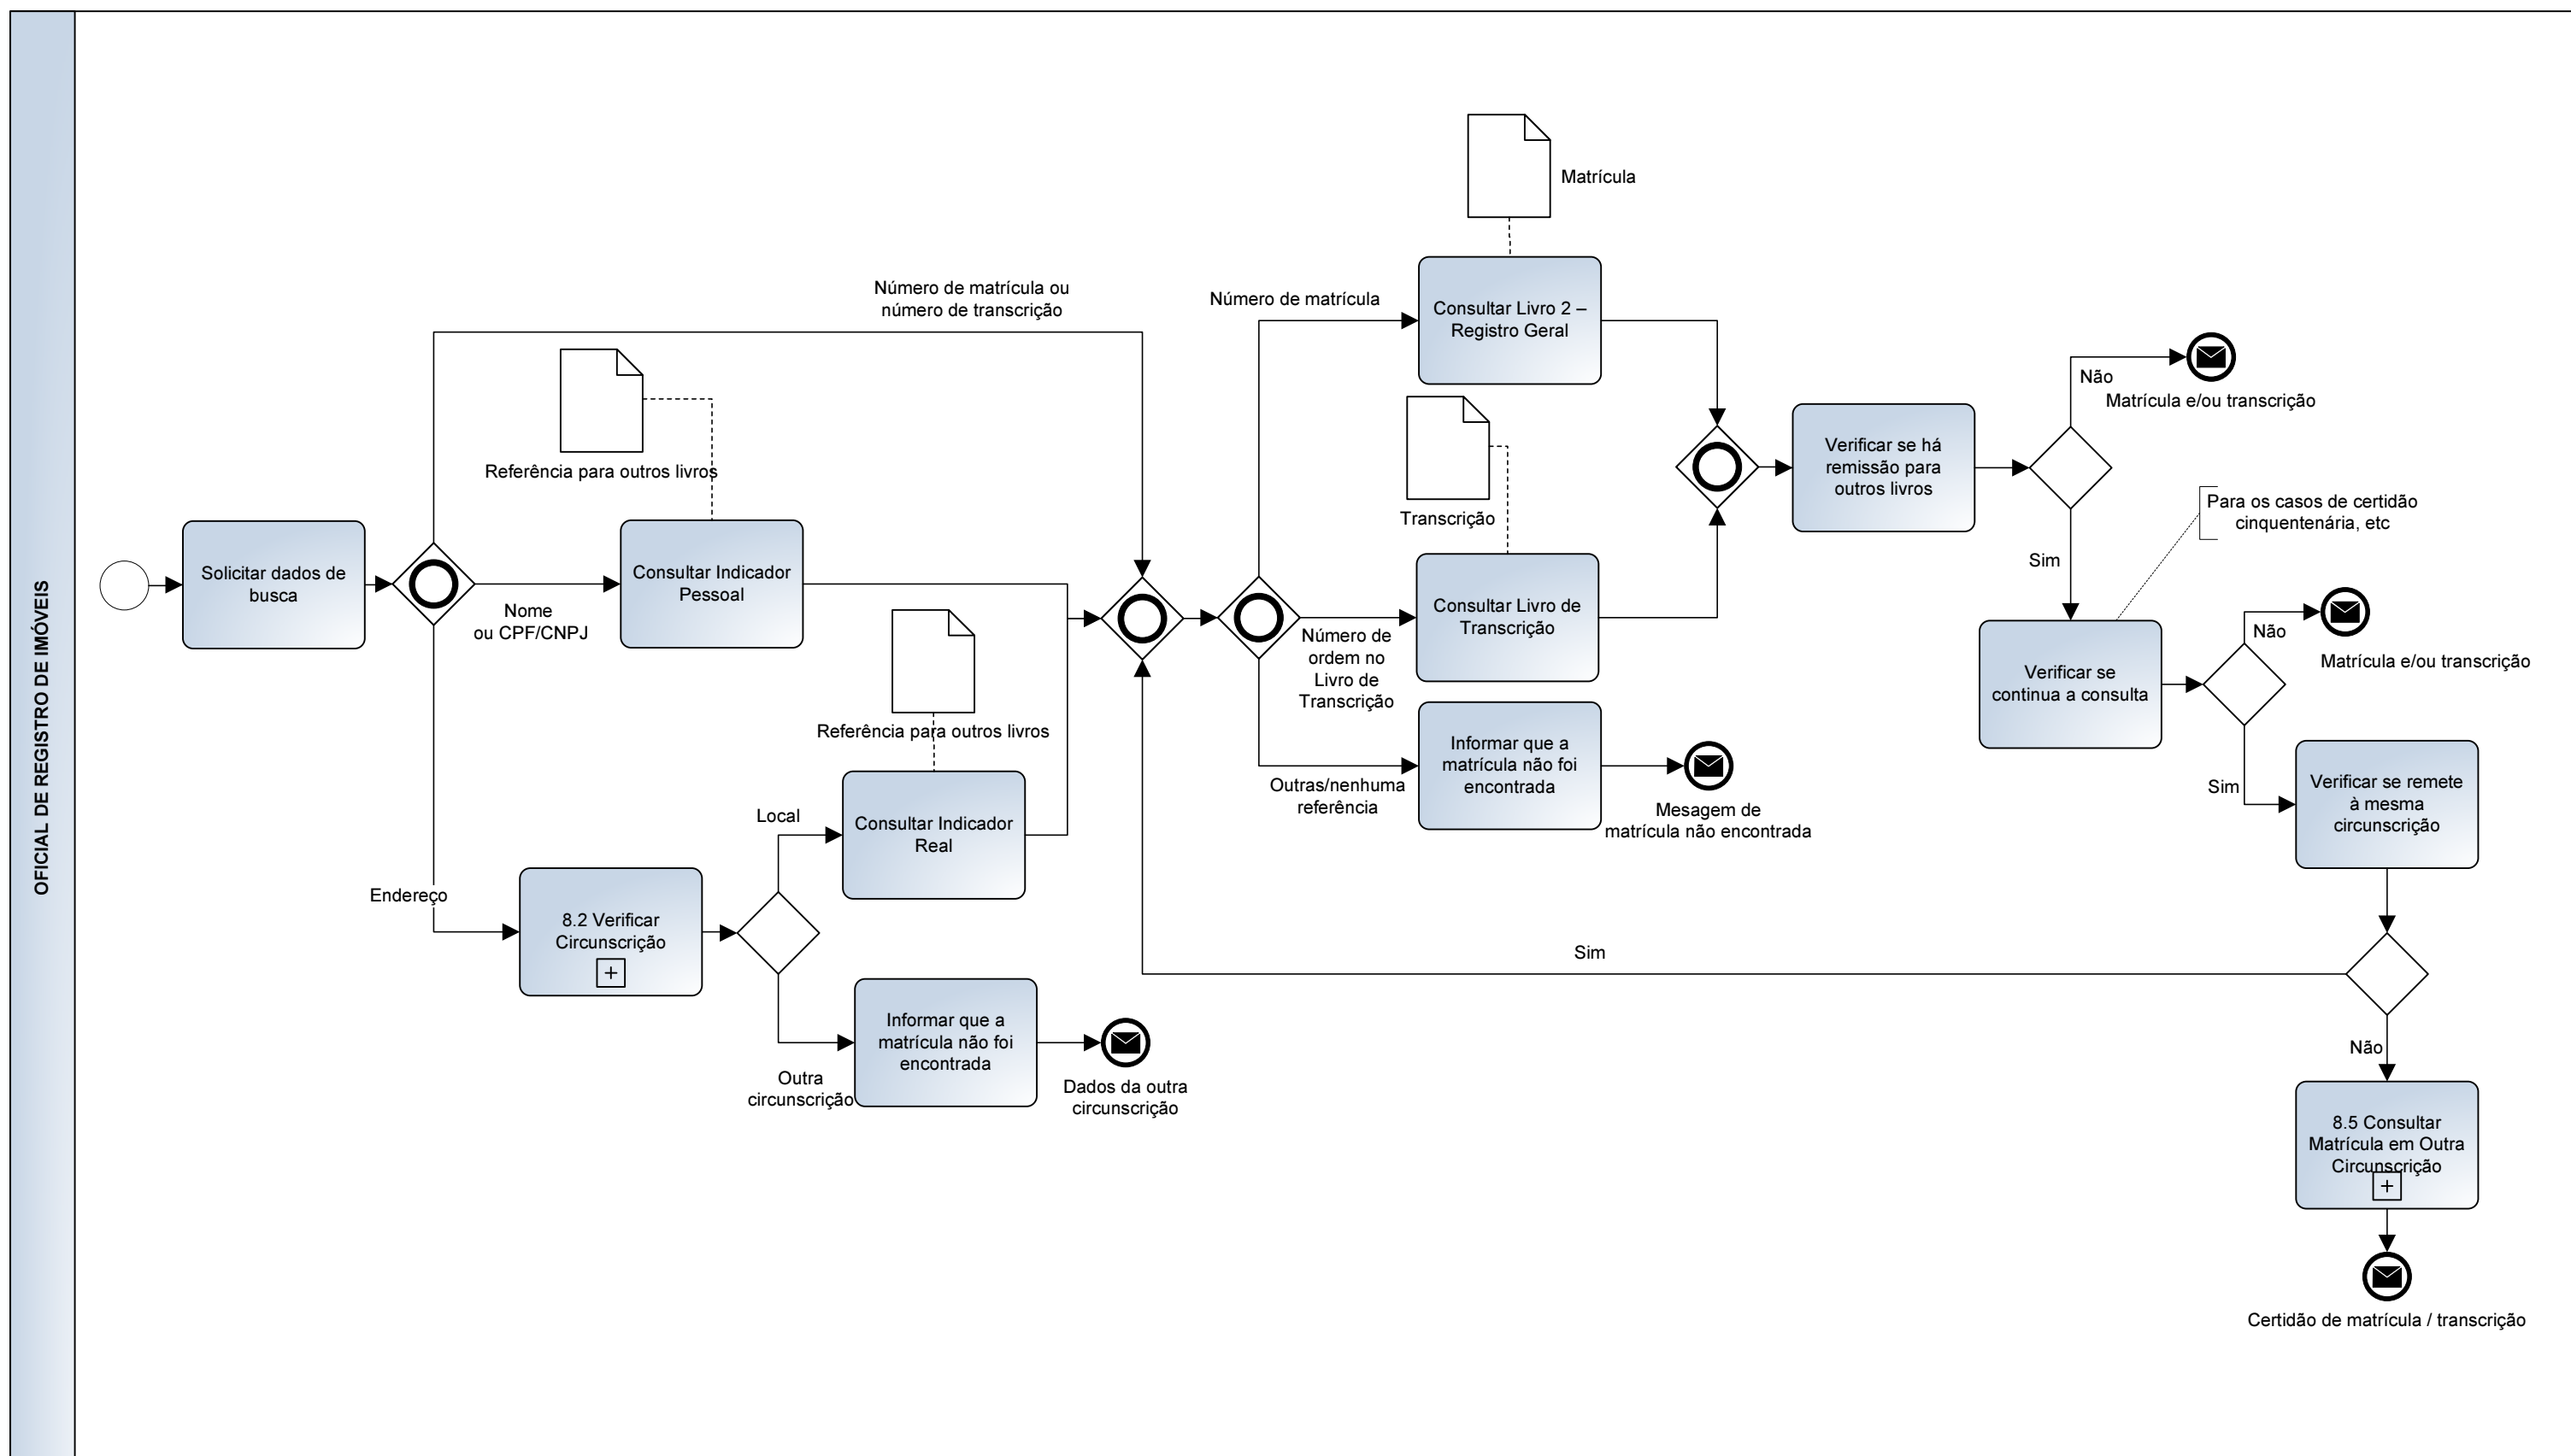 OFICIAL DE REGISTRO DE IMÓVEIS
Solicitar dados de
busca
Número de matrícula ou
número de transcrição
Referência para outros livros
Nome
ou CPF/CNPJ
Consultar Indicador
Pessoal
Endereço
8.2 Verificar
Circunscrição
Local
Referência para outros livros
Consultar Indicador
Real
Outra
circunscrição
Informar que a
matrícula não foi
encontrada
Dados da outra
circunscrição
Número de matrícula
Matrícula
Consultar Livro 2 –
Registro Geral
Transcrição
Número de
ordem no
Livro de
Transcrição
Consultar Livro de
Transcrição
Outras/nenhuma
referência
Informar que a
matrícula não foi
encontrada
Mesagem de
matrícula não encontrada
Verificar se há
remissão para
outros livros
Não
Matrícula e/ou transcrição
Sim
Para os casos de certidão
cinquentenária, etc
Verificar se
continua a consulta
Não
Matrícula e/ou transcrição
Sim
Verificar se remete
à mesma
circunscrição
Sim
Não
8.5 Consultar
Matrícula em Outra
Circunscrição
Certidão de matrícula / transcrição